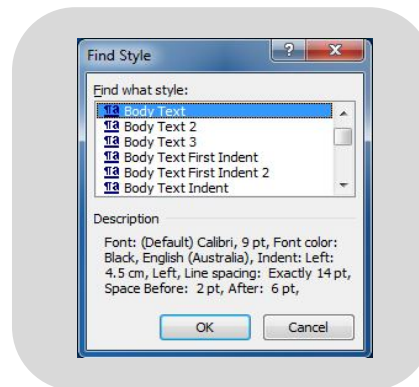 Find Style
Find what style:
¶a Body Text
¶a Body Text 2
¶a Body Text 3
¶a Body Text First Indent
¶a Body Text First Indent 2
¶a Body Text Indent
Description
Font: (Default) Calibri, 9 pt, Font color:
Black, English (Australia), Indent: Left:
4.5 cm, Left, Line spacing: Exactly 14 pt,
Space Before: 2 pt, After: 6 pt,
OK Cancel